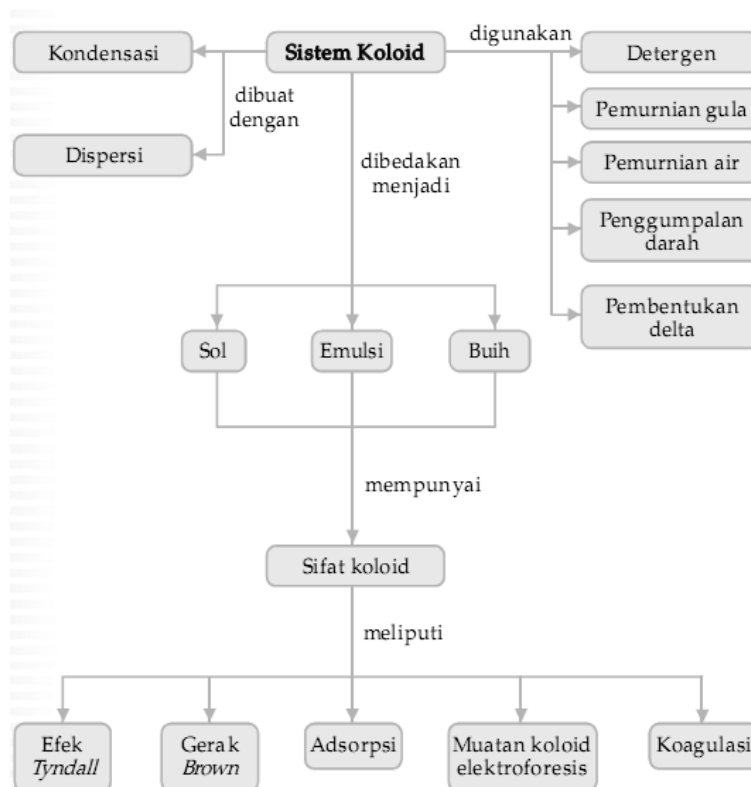 Kondensasi
Sistem Koloid
digunakan
Detergen
dibuat
dengan
Dispersi
Pemurnian gula
dibedakan
menjadi
Pemurnian air
Penggumpalan
darah
Pembentukan
delta
Sol
Emulsi
Buih
mempunyai
Sifat koloid
meliputi
Efek
Tyndall
Gerak
Brown
Adsorpsi
Muatan koloid
elektroforesis
Koagulasi